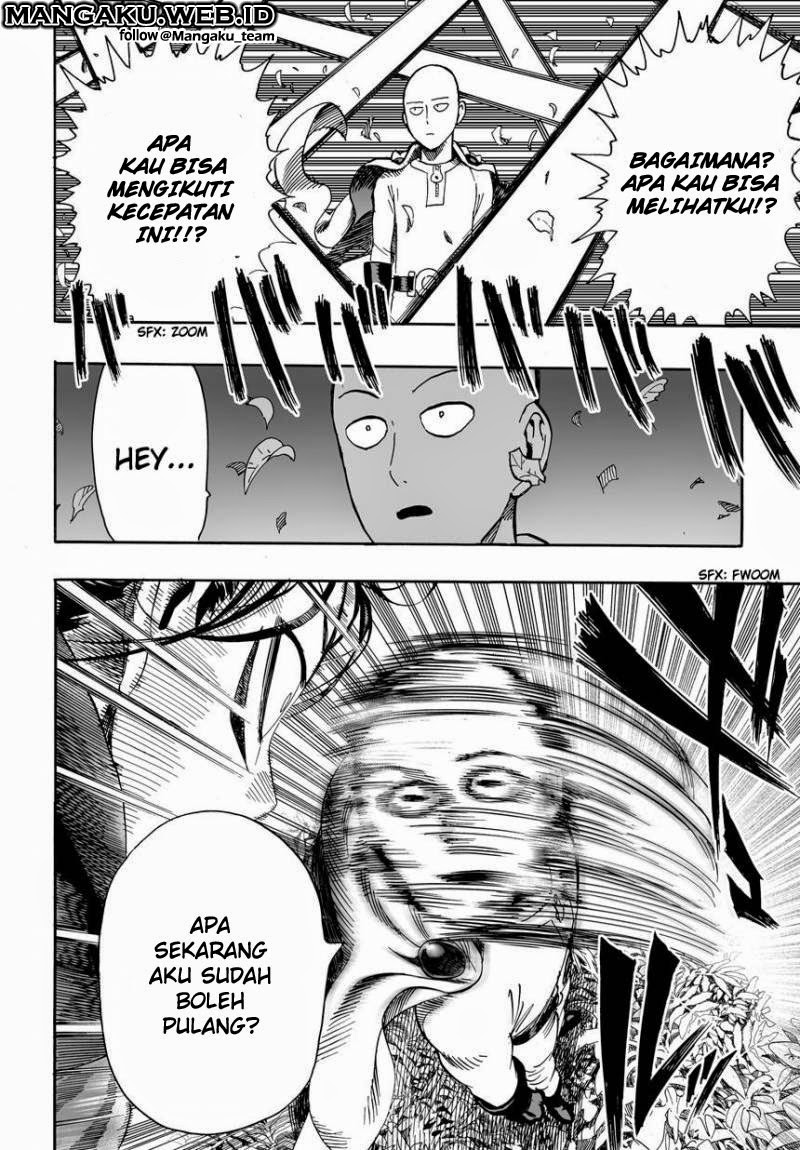 MANGAKU.WEB.ID
follow @Mangaku_team
BAGAIMANA?
APA KAU BISA
MELIHATKU!?
APA
KAU BISA
MENGIKUTI
KECEPATAN
INI!!?
SFX: ZOOM
HEY...
SFX: FWOOM
APA
SEKARANG
AKU SUDAH
BOLEH
PULANG?